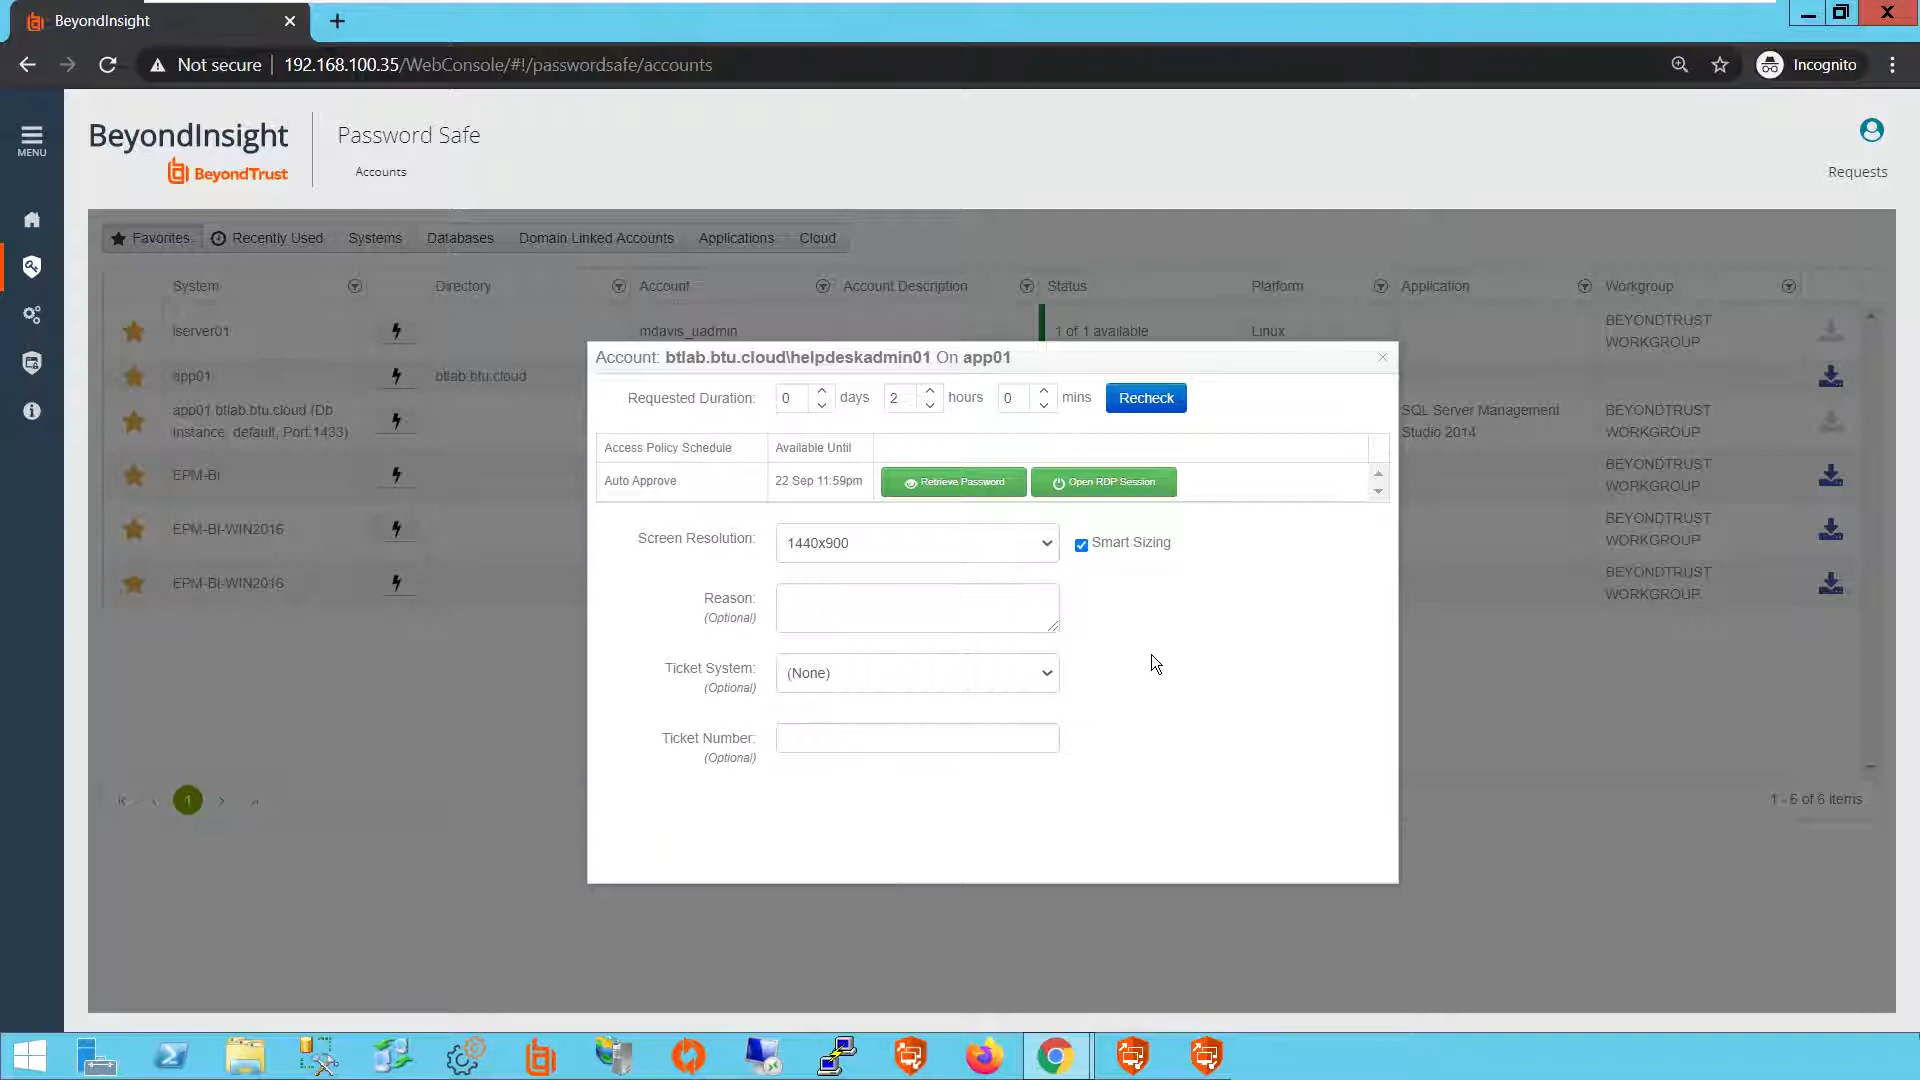 BeyondInsight
Not secure
192.168.100.35/WebConsole/#!/passwordsafe/accounts
Incognito
MENU
BeyondInsight
BeyondTrust
Password Safe
Accounts
Requests
Favorites
Recently Used
Systems
Databases
Domain Linked Accounts
Applications
Cloud
System
Directory
Account
Account Description
Status
Platform
Application
Workgroup
lserver01
mdavis_uadmin
1 of 1 available
Linux
BEYONDTRUST
WORKGROUP
Account: btlab.btu.cloud\helpdeskadmin01 On app01
app01
btlab.btu.cloud
Requested Duration:
0
days
2
hours
0
mins
Recheck
app01.btlab.btu.cloud (Db
Instance: default, Port:1433)
SQL Server Management
Studio 2014
BEYONDTRUST
WORKGROUP
Access Policy Schedule
Available Until
Auto Approve
22 Sep 11:59pm
Retrieve Password
Open RDP Session
EPM-BI
BEYONDTRUST
WORKGROUP
EPM-BI-WIN2016
BEYONDTRUST
WORKGROUP
Screen Resolution:
1440x900
Smart Sizing
EPM-BI-WIN2016
BEYONDTRUST
WORKGROUP
Reason:
(Optional)
Ticket System:
(Optional)
(None)
Ticket Number:
(Optional)
1
1 - 6 of 6 items